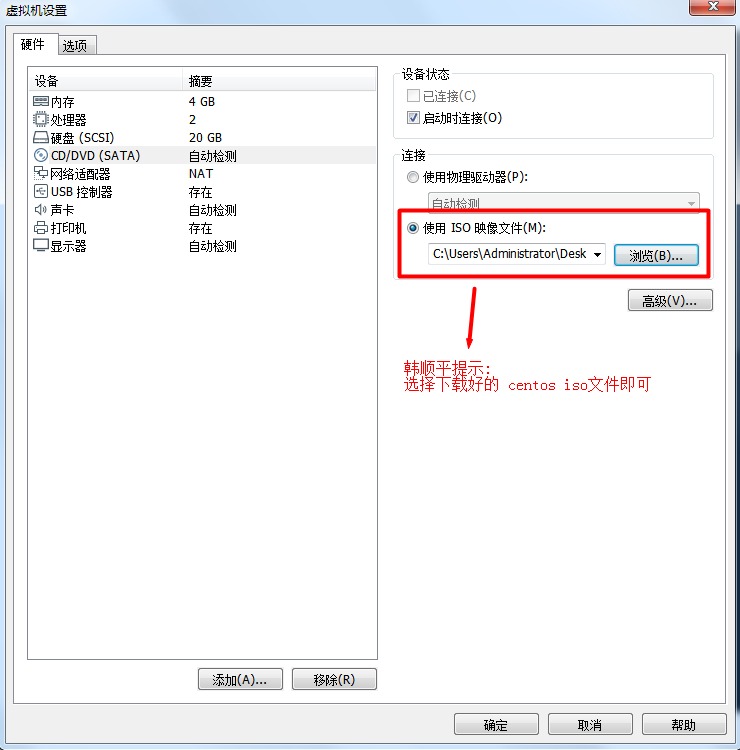 虚拟机设置
硬件 选项
设备 摘要
内存 4 GB
处理器 2
硬盘 (SCSI) 20 GB
CD/DVD (SATA) 自动检测
网络适配器 NAT
USB 控制器 存在
声卡 自动检测
打印机 存在
显示器 自动检测
添加(A)... 移除(R)
设备状态
已连接(C)
启动时连接(O)
连接
使用物理驱动器(P):
自动检测
使用 ISO 映像文件(M):
C:\Users\Administrator\Desk 浏览(B)...
高级(V)...
韩顺平提示:
选择下载好的 centos iso文件即可
确定 取消 帮助